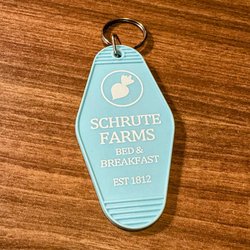 SCHRUTE
FARMS
BED &
BREAKFAST
EST 1812